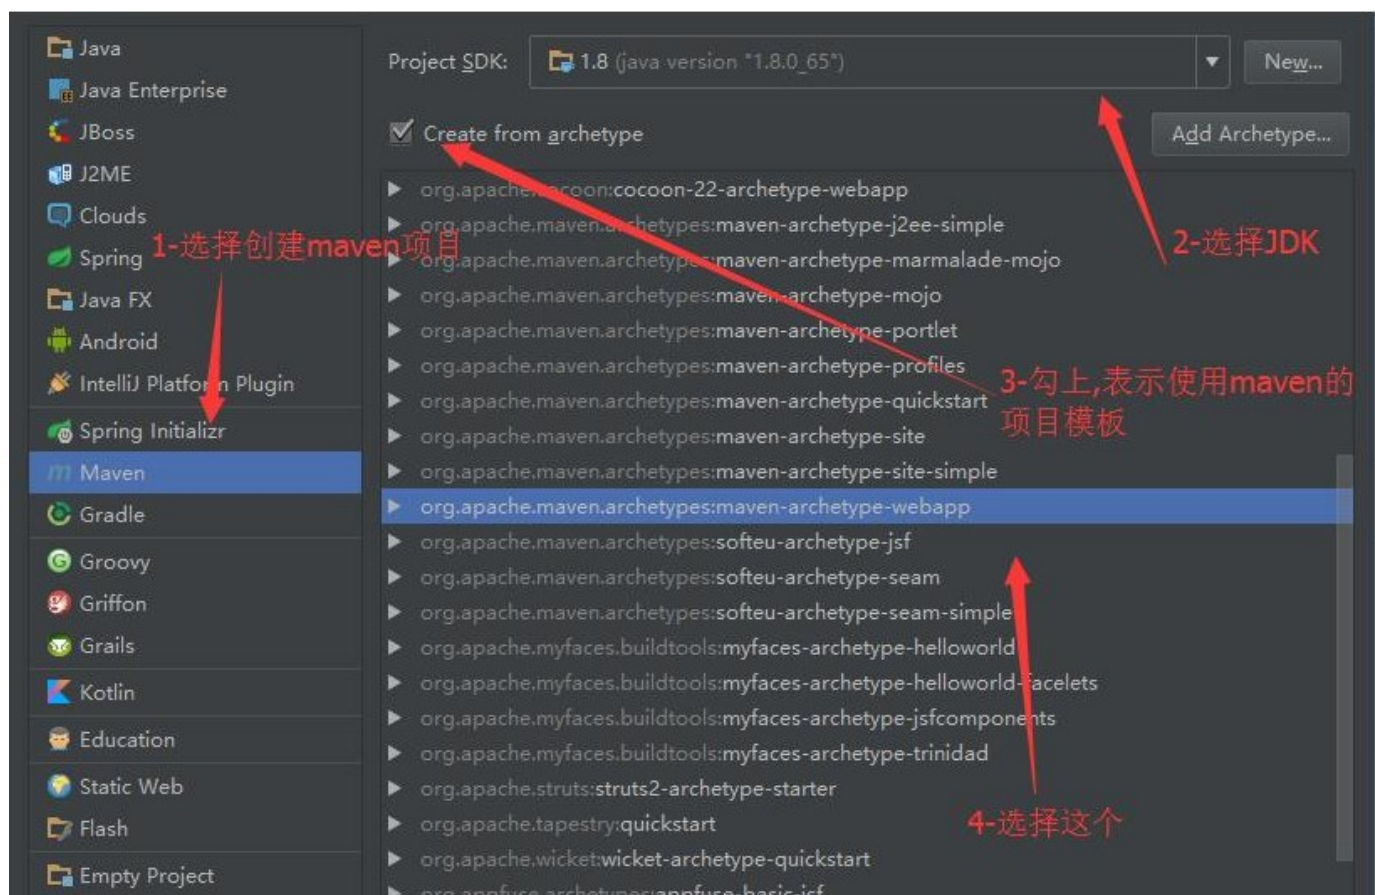 Java
Java Enterprise
JBoss
J2ME
Clouds
Spring
Java FX
Android
IntelliJ Platform Plugin
Spring Initializr
Maven
Gradle
Groovy
Griffon
Grails
Kotlin
Education
Static Web
Flash
Empty Project
1-选择创建maven项目
Project SDK: 1.8 (java version "1.8.0_65") New...
2-选择JDK
Create from archetype Add Archetype...
3-勾上,表示使用maven的
项目模板
org.apache.cocoon:cocoon-22-archetype-webapp
org.apache.maven.archetypes:maven-archetype-j2ee-simple
org.apache.maven.archetypes:maven-archetype-marmalade-mojo
org.apache.maven.archetypes:maven-archetype-mojo
org.apache.maven.archetypes:maven-archetype-portlet
org.apache.maven.archetypes:maven-archetype-profiles
org.apache.maven.archetypes:maven-archetype-quickstart
org.apache.maven.archetypes:maven-archetype-site
org.apache.maven.archetypes:maven-archetype-site-simple
org.apache.maven.archetypes:maven-archetype-webapp
org.apache.maven.archetypes:softeu-archetype-jsf
org.apache.maven.archetypes:softeu-archetype-seam
org.apache.maven.archetypes:softeu-archetype-seam-simple
org.apache.myfaces.buildtools:myfaces-archetype-helloworld
org.apache.myfaces.buildtools:myfaces-archetype-helloworld-facelets
org.apache.myfaces.buildtools:myfaces-archetype-jsfcomponents
org.apache.myfaces.buildtools:myfaces-archetype-trinidad
org.apache.struts:struts2-archetype-starter
org.apache.tapestry:quickstart
org.apache.wicket:wicket-archetype-quickstart
org.appfuse.archetypes:appfuse-basic-jsf
4-选择这个